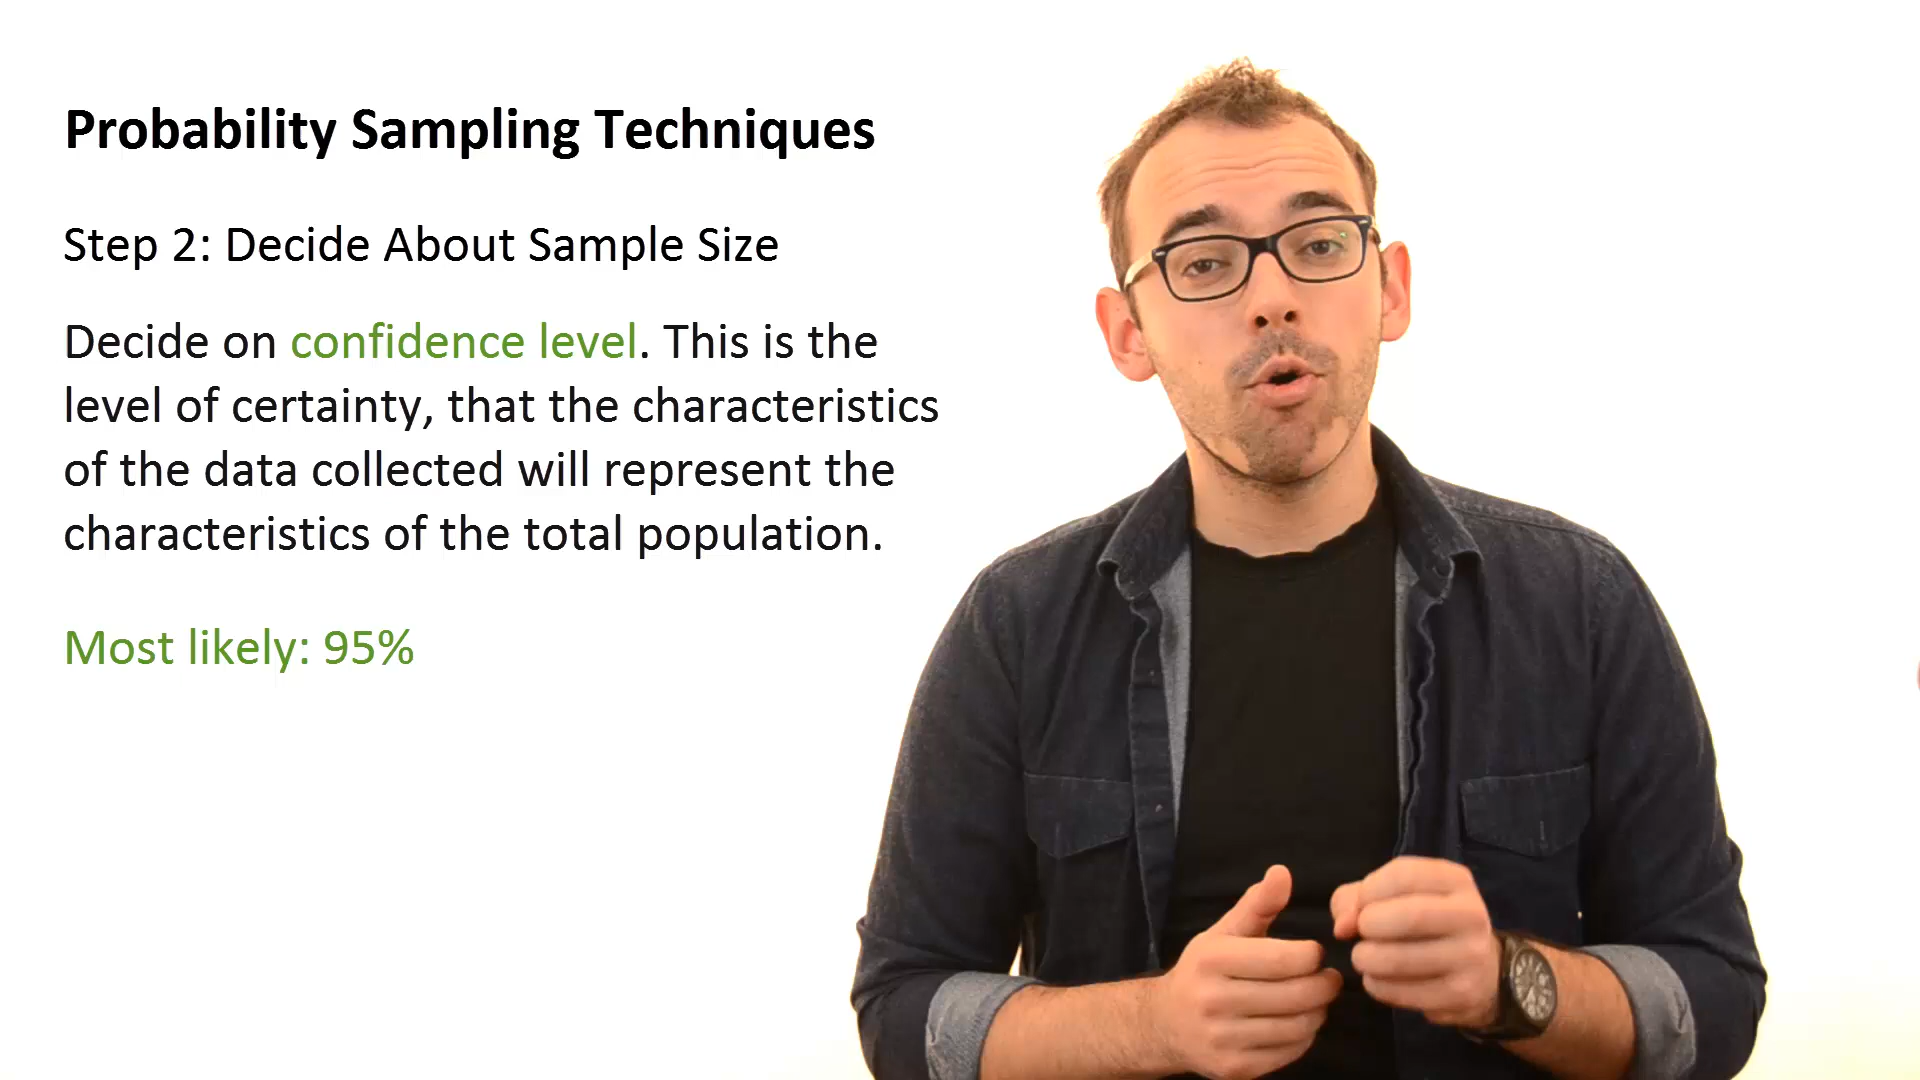 Probability Sampling Techniques
Step 2: Decide About Sample Size
Decide on confidence level. This is the
level of certainty, that the characteristics
of the data collected will represent the
characteristics of the total population.
Most likely: 95%